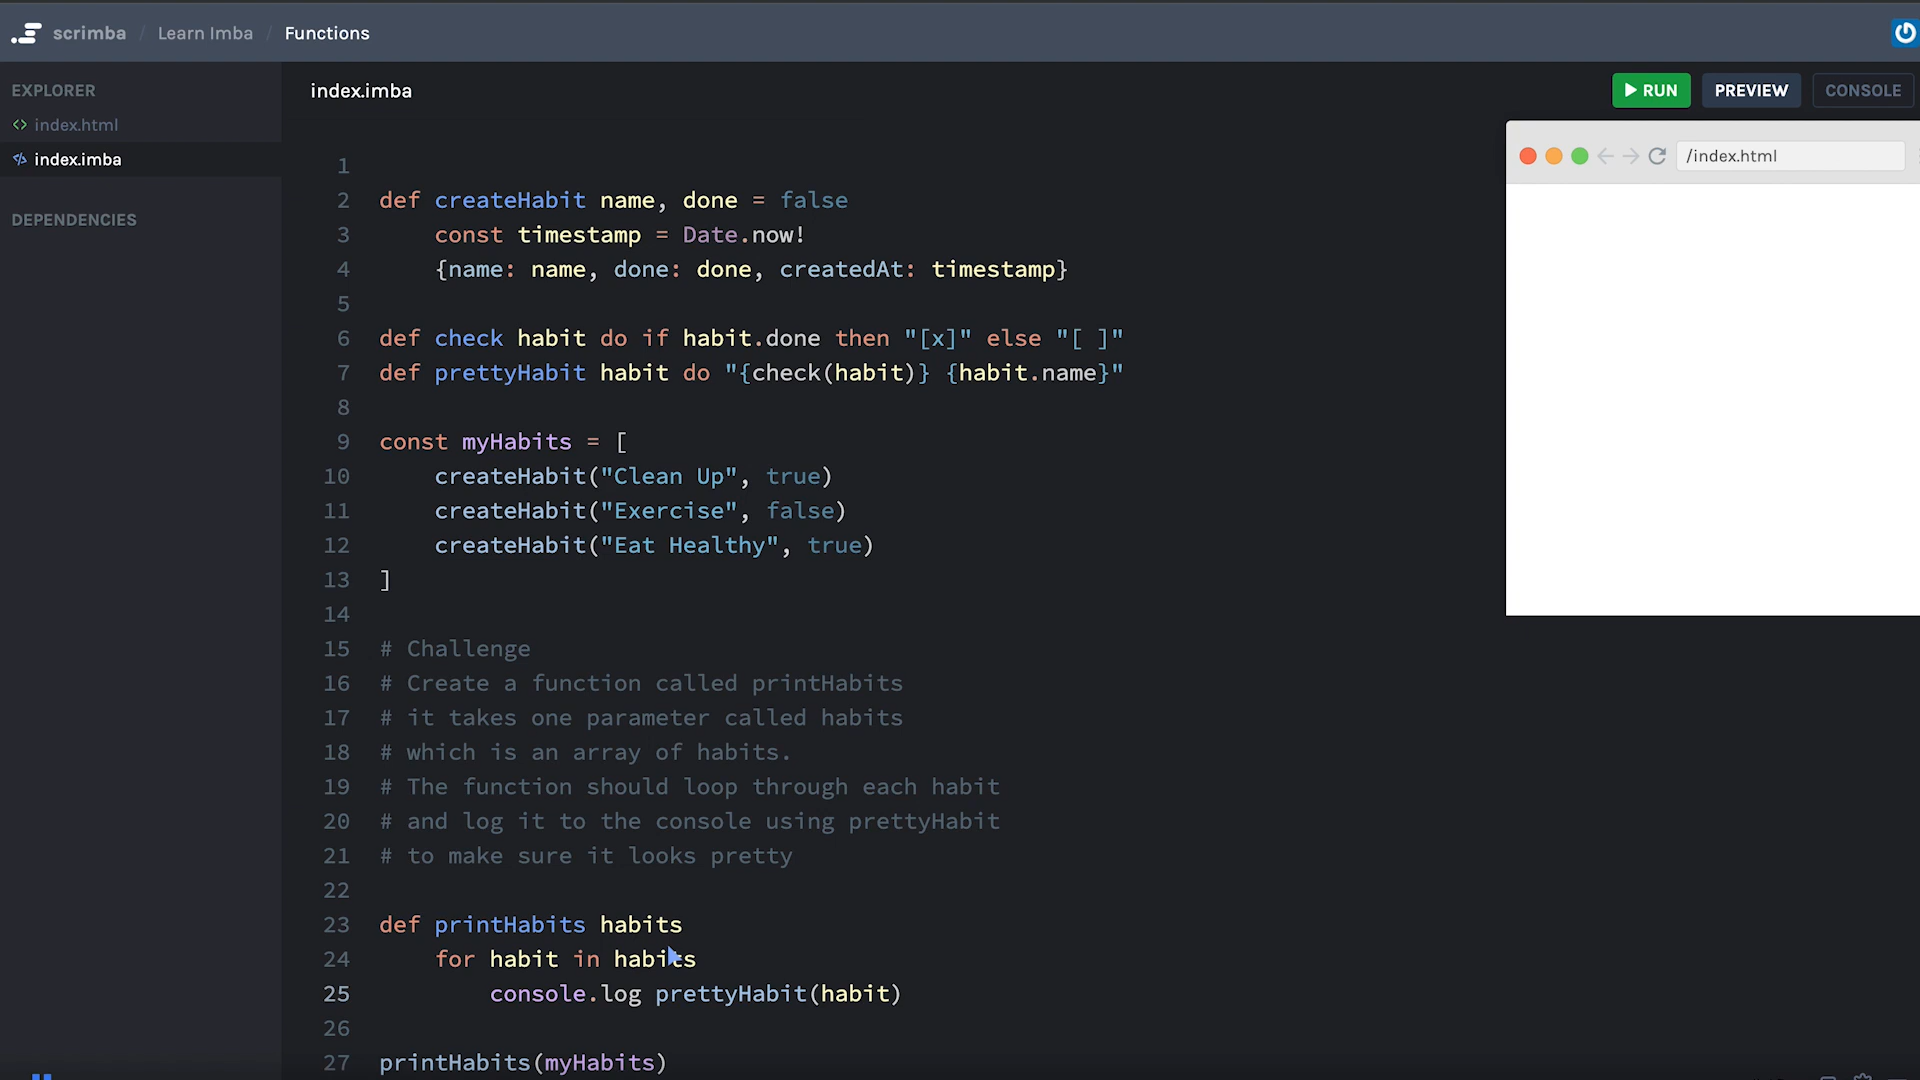 scrimba / Learn Imba / Functions
EXPLORER
index.html
index.imba
DEPENDENCIES
index.imba
RUN PREVIEW CONSOLE
/index.html
1
2 def createHabit name, done = false
3     const timestamp = Date.now!
4     {name: name, done: done, createdAt: timestamp}
5
6 def check habit do if habit.done then "[x]" else "[ ]"
7 def prettyHabit habit do "{check(habit)} {habit.name}"
8
9 const myHabits = [
10     createHabit("Clean Up", true)
11     createHabit("Exercise", false)
12     createHabit("Eat Healthy", true)
13 ]
14
15 # Challenge
16 # Create a function called printHabits
17 # it takes one parameter called habits
18 # which is an array of habits.
19 # The function should loop through each habit
20 # and log it to the console using prettyHabit
21 # to make sure it looks pretty
22
23 def printHabits habits
24     for habit in habits
25         console.log prettyHabit(habit)
26
27 printHabits(myHabits)